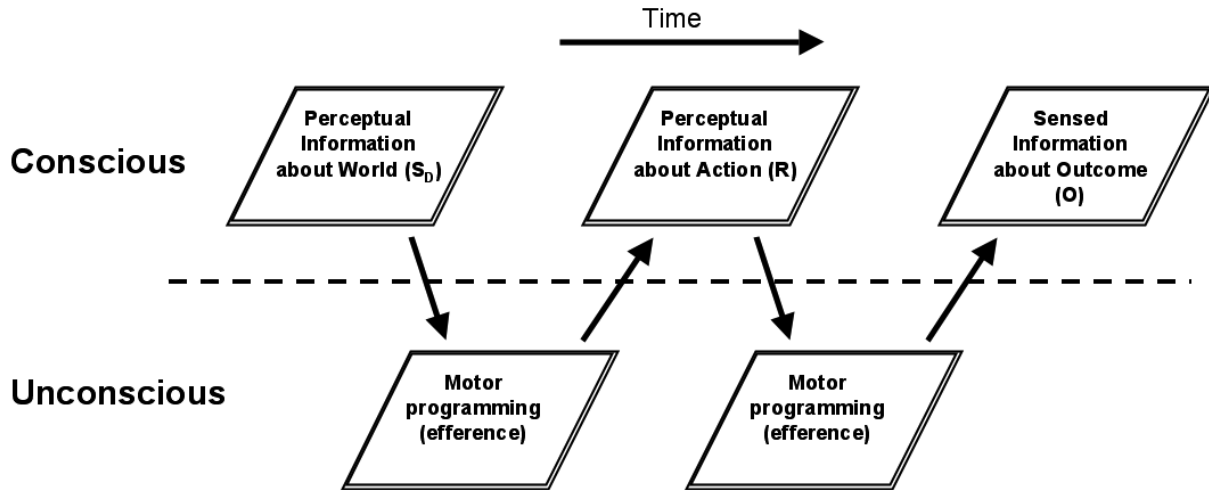 Time
Conscious
Perceptual
Information
about World (S_D)
Perceptual
Information
about Action (R)
Sensed
Information
about Outcome
(O)
Unconscious
Motor
programming
(efference)
Motor
programming
(efference)